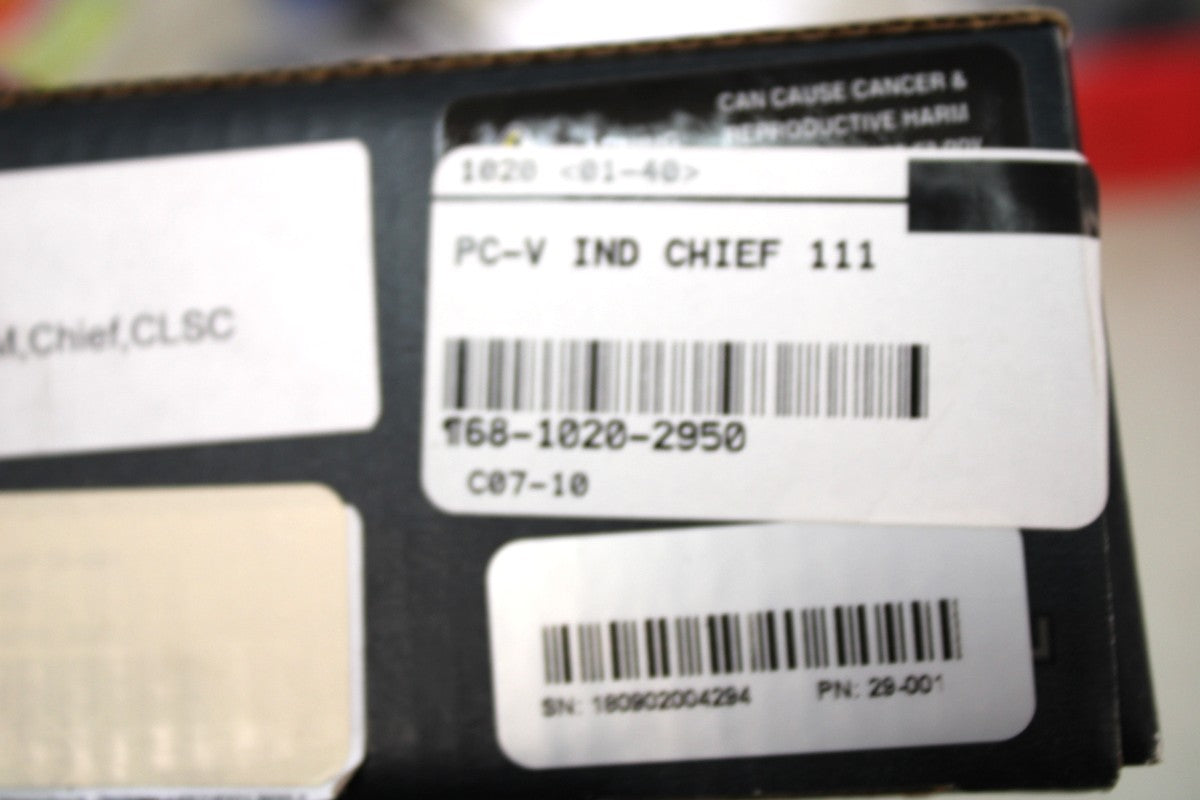 CAN CAUSE CANCER &
REPRODUCTIVE HARM
1020 <01-40>
PC-V IND CHIEF 111
M,Chief,CLSC
¶68-1020-2950
C07-10
SN: 180902004294 PN: 29-001